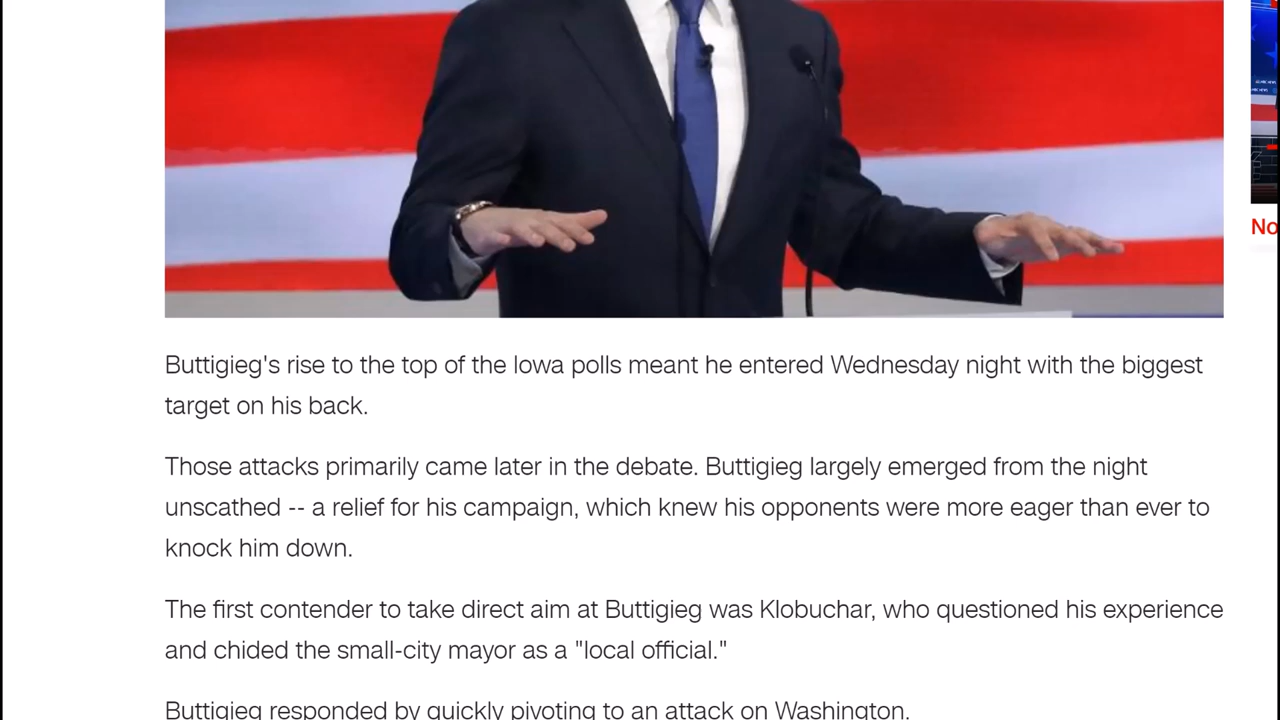 No
Buttigieg's rise to the top of the Iowa polls meant he entered Wednesday night with the biggest
target on his back.
Those attacks primarily came later in the debate. Buttigieg largely emerged from the night
unscathed -- a relief for his campaign, which knew his opponents were more eager than ever to
knock him down.
The first contender to take direct aim at Buttigieg was Klobuchar, who questioned his experience
and chided the small-city mayor as a "local official."
Buttigieg responded by quickly pivoting to an attack on Washington.